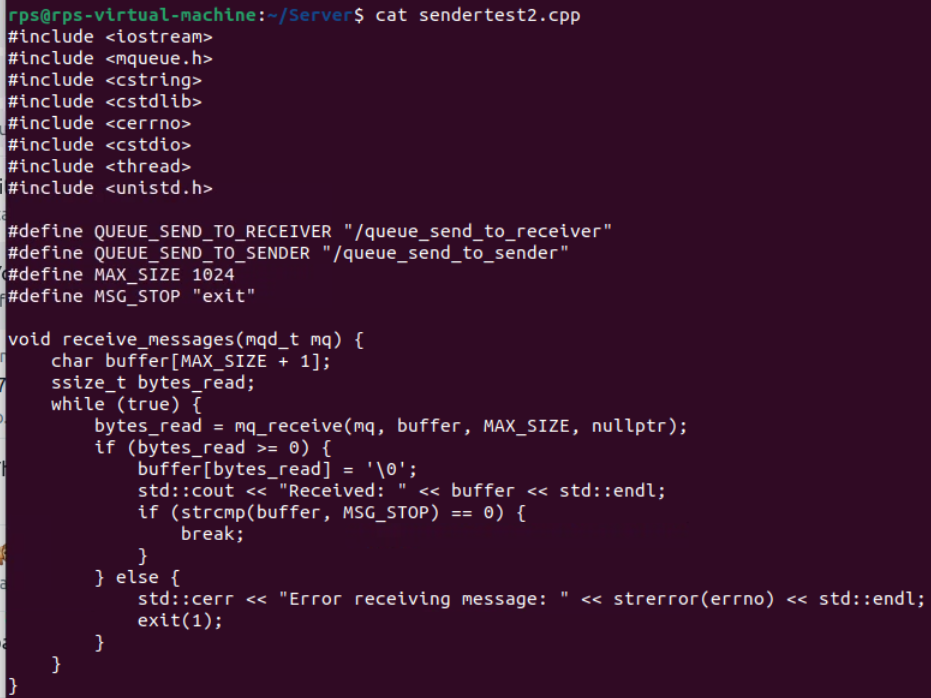 rps@rps-virtual-machine:~/Server$ cat sendertest2.cpp
#include <iostream>
#include <mqueue.h>
#include <cstring>
#include <cstdlib>
#include <cerrno>
#include <cstdio>
#include <thread>
#include <unistd.h>

#define QUEUE_SEND_TO_RECEIVER "/queue_send_to_receiver"
#define QUEUE_SEND_TO_SENDER "/queue_send_to_sender"
#define MAX_SIZE 1024
#define MSG_STOP "exit"

void receive_messages(mqd_t mq) {
    char buffer[MAX_SIZE + 1];
    ssize_t bytes_read;
    while (true) {
        bytes_read = mq_receive(mq, buffer, MAX_SIZE, nullptr);
        if (bytes_read >= 0) {
            buffer[bytes_read] = '\0';
            std::cout << "Received: " << buffer << std::endl;
            if (strcmp(buffer, MSG_STOP) == 0) {
                break;
            }
        } else {
            std::cerr << "Error receiving message: " << strerror(errno) << std::endl;
            exit(1);
        }
    }
}